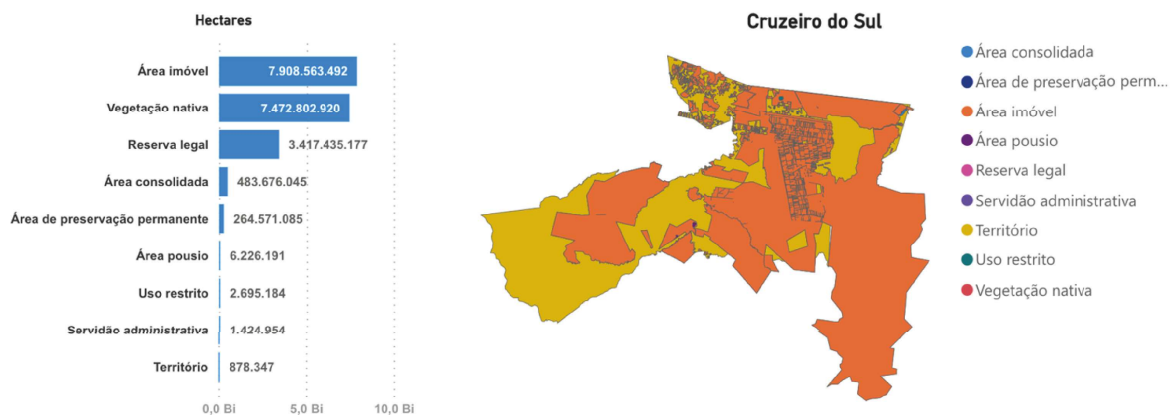 Hectares
Área imóvel
7.908.563.492
Vegetação nativa
7.472.802.920
Reserva legal
3.417.435.177
Área consolidada
483.676.045
Área de preservação permanente
264.571.085
Área pousio
6.226.191
Uso restrito
2.695.184
Servidão administrativa
1.424.954
Território
878.347
0,0 Bi
5,0 Bi
10,0 Bi
Cruzeiro do Sul
Área consolidada
Área de preservação perm...
Área imóvel
Área pousio
Reserva legal
Servidão administrativa
Território
Uso restrito
Vegetação nativa